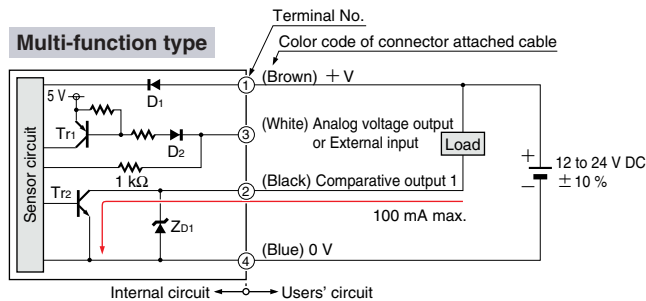 Terminal No.
Multi-function type
Color code of connector attached cable
1 (Brown) +V
D1
5 V
Tr1
D2
3 (White) Analog voltage output
or External input
Load
Sensor circuit
1 kΩ
12 to 24 V DC
± 10 %
+
−
Tr2
2 (Black) Comparative output 1
ZD1
100 mA max.
4 (Blue) 0 V
Internal circuit
Users' circuit